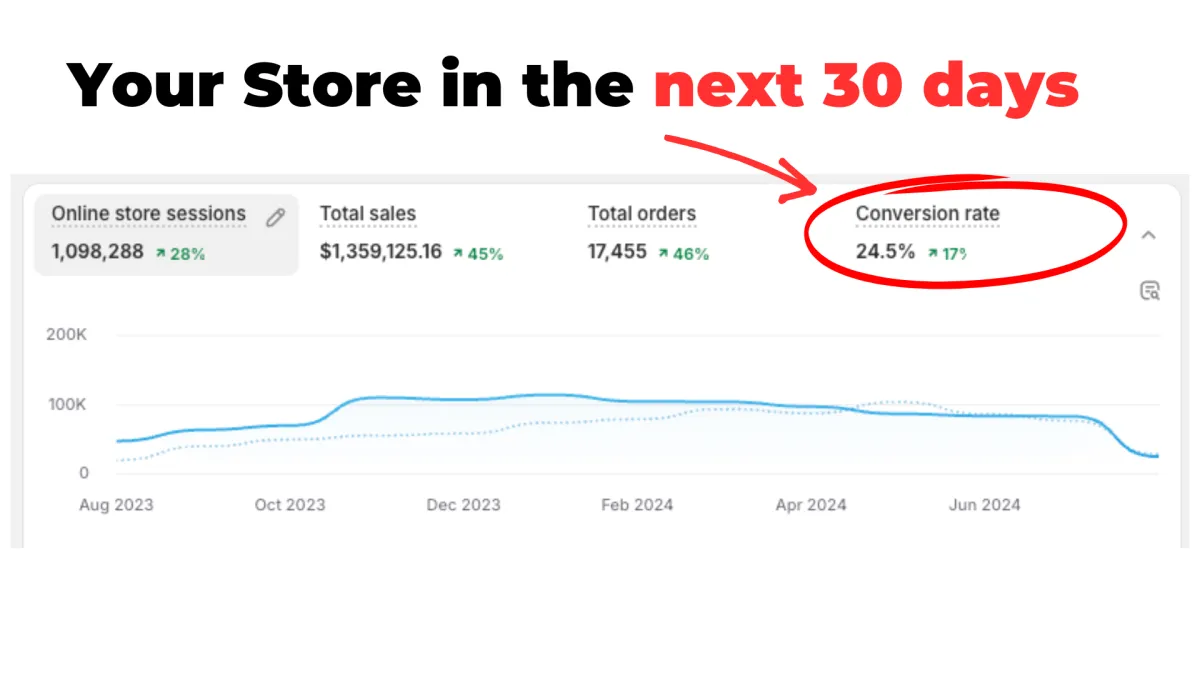 Your Store in the next 30 days
Online store sessions
1,098,288 28%
Total sales
$1,359,125.16 45%
Total orders
17,455 46%
Conversion rate
24.5% 17%
200K
100K
0
Aug 2023 Oct 2023 Dec 2023 Feb 2024 Apr 2024 Jun 2024